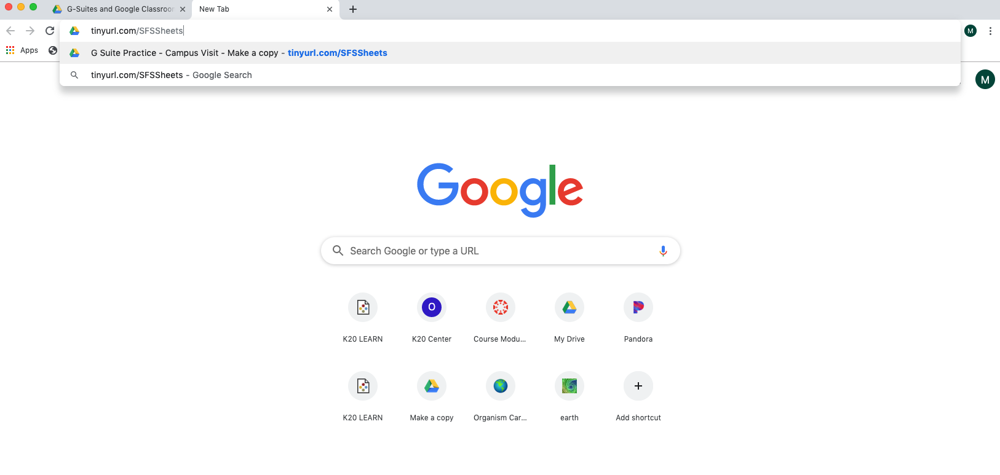 G-Suites and Google Classroom
New Tab
tinyurl.com/SFSSheets
M
Apps
G Suite Practice - Campus Visit - Make a copy - tinyurl.com/SFSSheets
tinyurl.com/SFSSheets - Google Search
M
Google
Search Google or type a URL
O
K20 LEARN
K20 Center
Course Modu...
My Drive
Pandora
K20 LEARN
Make a copy
Organism Car...
earth
Add shortcut